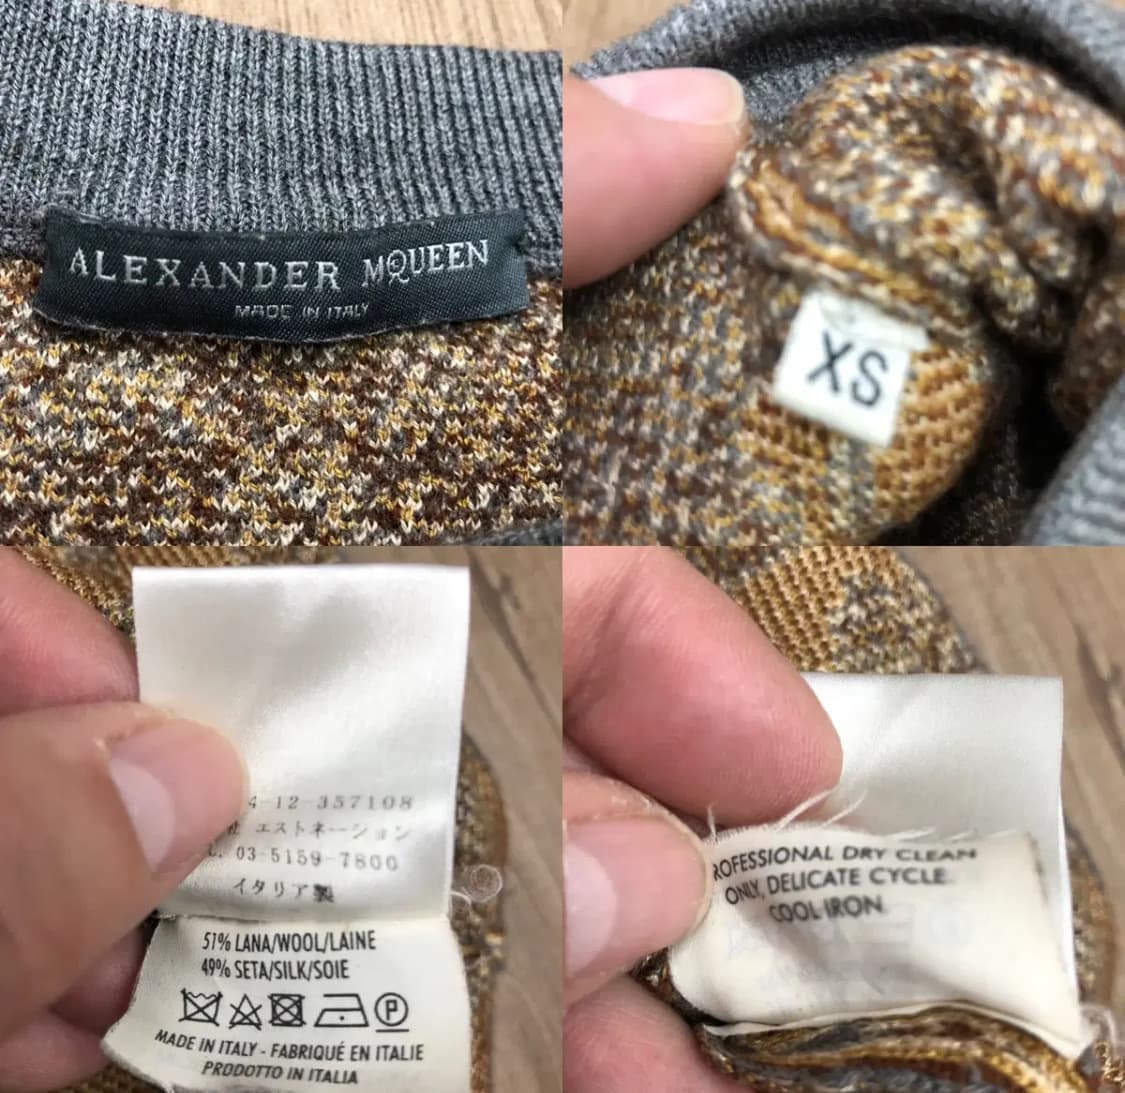 ALEXANDER McQUEEN
MADE IN ITALY
XS
4-12-357108
社 エストネーション
03-5159-7800
イタリア製
51% LANA/WOOL/LAINE
49% SETA/SILK/SOIE
P
MADE IN ITALY - FABRIQUÉ EN ITALIE
PRODOTTO IN ITALIA
ROFESSIONAL DRY CLEAN
ONLY, DELICATE CYCLE.
COOL IRON